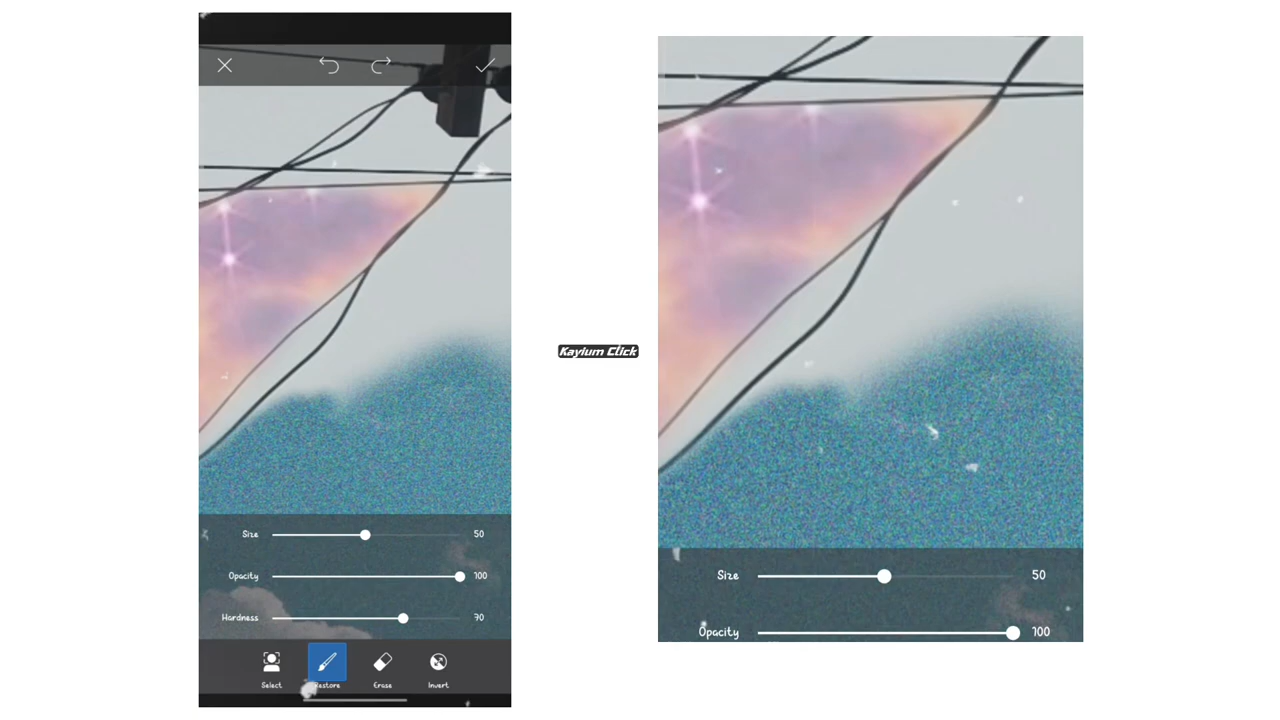 Size 50
Opacity 100
Hardness 70
Select Restore Erase Invert
Kaylum Click
Size 50
Opacity 100